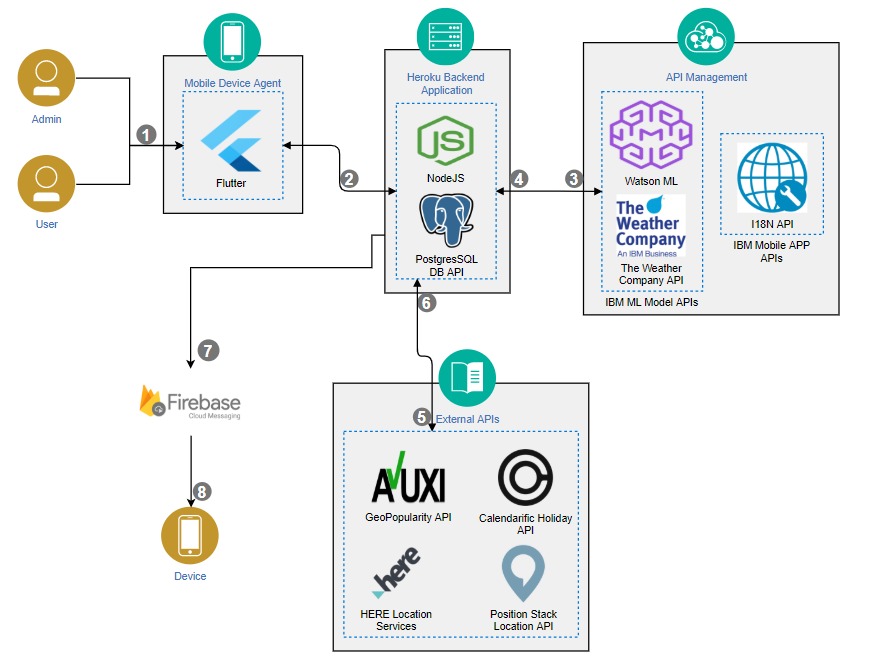 Admin
User
1
Mobile Device Agent
Flutter
2
Heroku Backend
Application
JS
NodeJS
PostgresSQL
DB API
4
3
API Management
Watson ML
The
Weather
Company
An IBM Business
The Weather
Company API
IBM ML Model APIs
I18N API
IBM Mobile APP
APIs
6
7
Firebase
Cloud Messaging
8
Device
5
External APIs
AVUXI
GeoPopularity API
Calendarific Holiday
API
here
HERE Location
Services
Position Stack
Location API